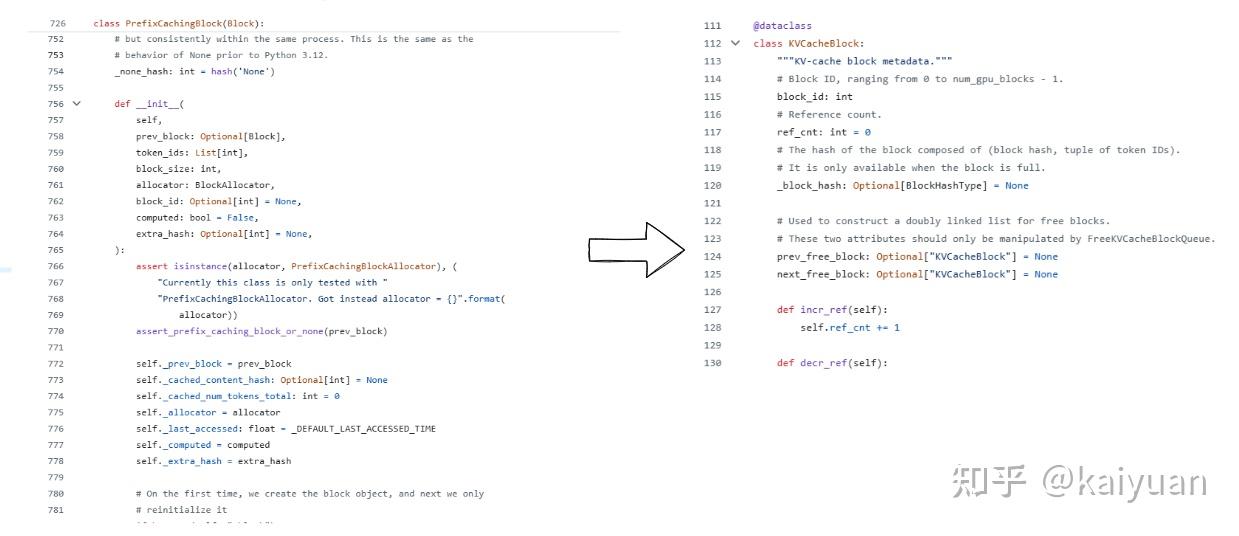 726 class PrefixCachingBlock(Block):
752 # but consistently within the same process. This is the same as the
753 # behavior of None prior to Python 3.12.
754 _none_hash: int = hash('None')
755
756 def __init__(
757 self,
758 prev_block: Optional[Block],
759 token_ids: List[int],
760 block_size: int,
761 allocator: BlockAllocator,
762 block_id: Optional[int] = None,
763 computed: bool = False,
764 extra_hash: Optional[int] = None,
765 ):
766 assert isinstance(allocator, PrefixCachingBlockAllocator), (
767 "Currently this class is only tested with "
768 "PrefixCachingBlockAllocator. Got instead allocator = {}".format(
769 allocator))
770 assert_prefix_caching_block_or_none(prev_block)
771
772 self._prev_block = prev_block
773 self._cached_content_hash: Optional[int] = None
774 self._cached_num_tokens_total: int = 0
775 self._allocator = allocator
776 self._last_accessed: float = _DEFAULT_LAST_ACCESSED_TIME
777 self._computed = computed
778 self._extra_hash = extra_hash
779
780 # On the first time, we create the block object, and next we only
781 # reinitialize it
111 @dataclass
112 class KVCacheBlock:
113 """KV-cache block metadata."""
114 # Block ID, ranging from 0 to num_gpu_blocks - 1.
115 block_id: int
116 # Reference count.
117 ref_cnt: int = 0
118 # The hash of the block composed of (block hash, tuple of token IDs).
119 # It is only available when the block is full.
120 _block_hash: Optional[BlockHashType] = None
121
122 # Used to construct a doubly linked list for free blocks.
123 # These two attributes should only be manipulated by FreeKVCacheBlockQueue.
124 prev_free_block: Optional["KVCacheBlock"] = None
125 next_free_block: Optional["KVCacheBlock"] = None
126
127 def incr_ref(self):
128 self.ref_cnt += 1
129
130 def decr_ref(self):
知乎 @kaiyuan